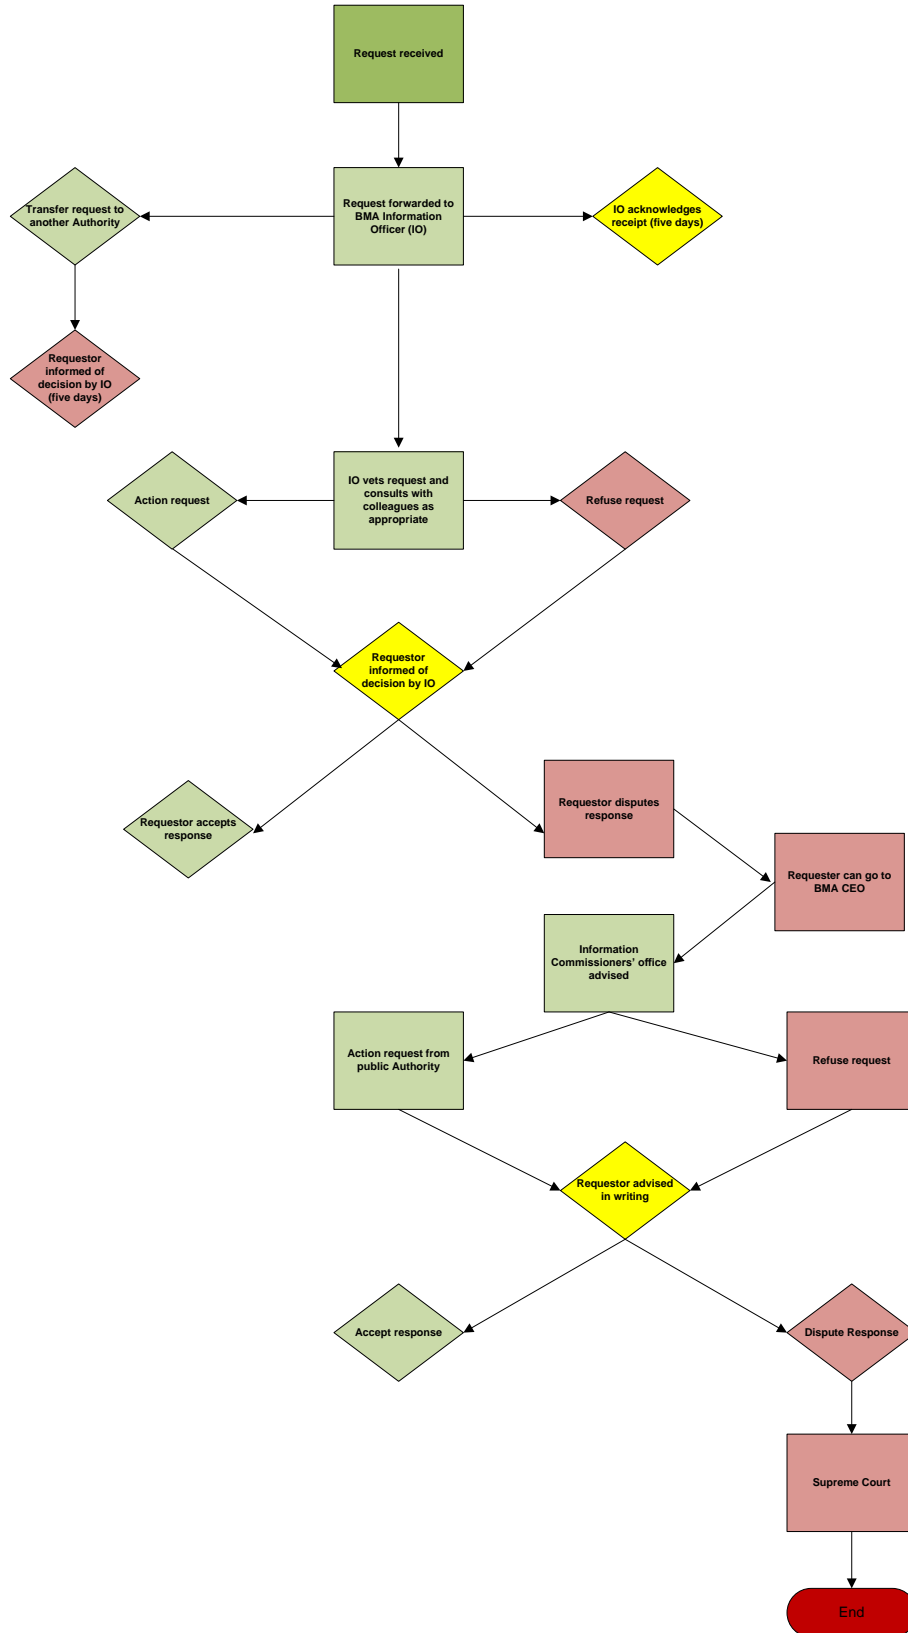 Request received
Transfer request to
another Authority
Request forwarded to
BMA Information
Officer (IO)
IO acknowledges
receipt (five days)
Requestor
informed of
decision by IO
(five days)
Action request
IO vets request and
consults with
colleagues as
appropriate
Refuse request
Requestor
informed of
decision by IO
Requestor accepts
response
Requestor disputes
response
Requester can go to
BMA CEO
Information
Commissioners’ office
advised
Action request from
public Authority
Refuse request
Requestor advised
in writing
Accept response
Dispute Response
Supreme Court
End